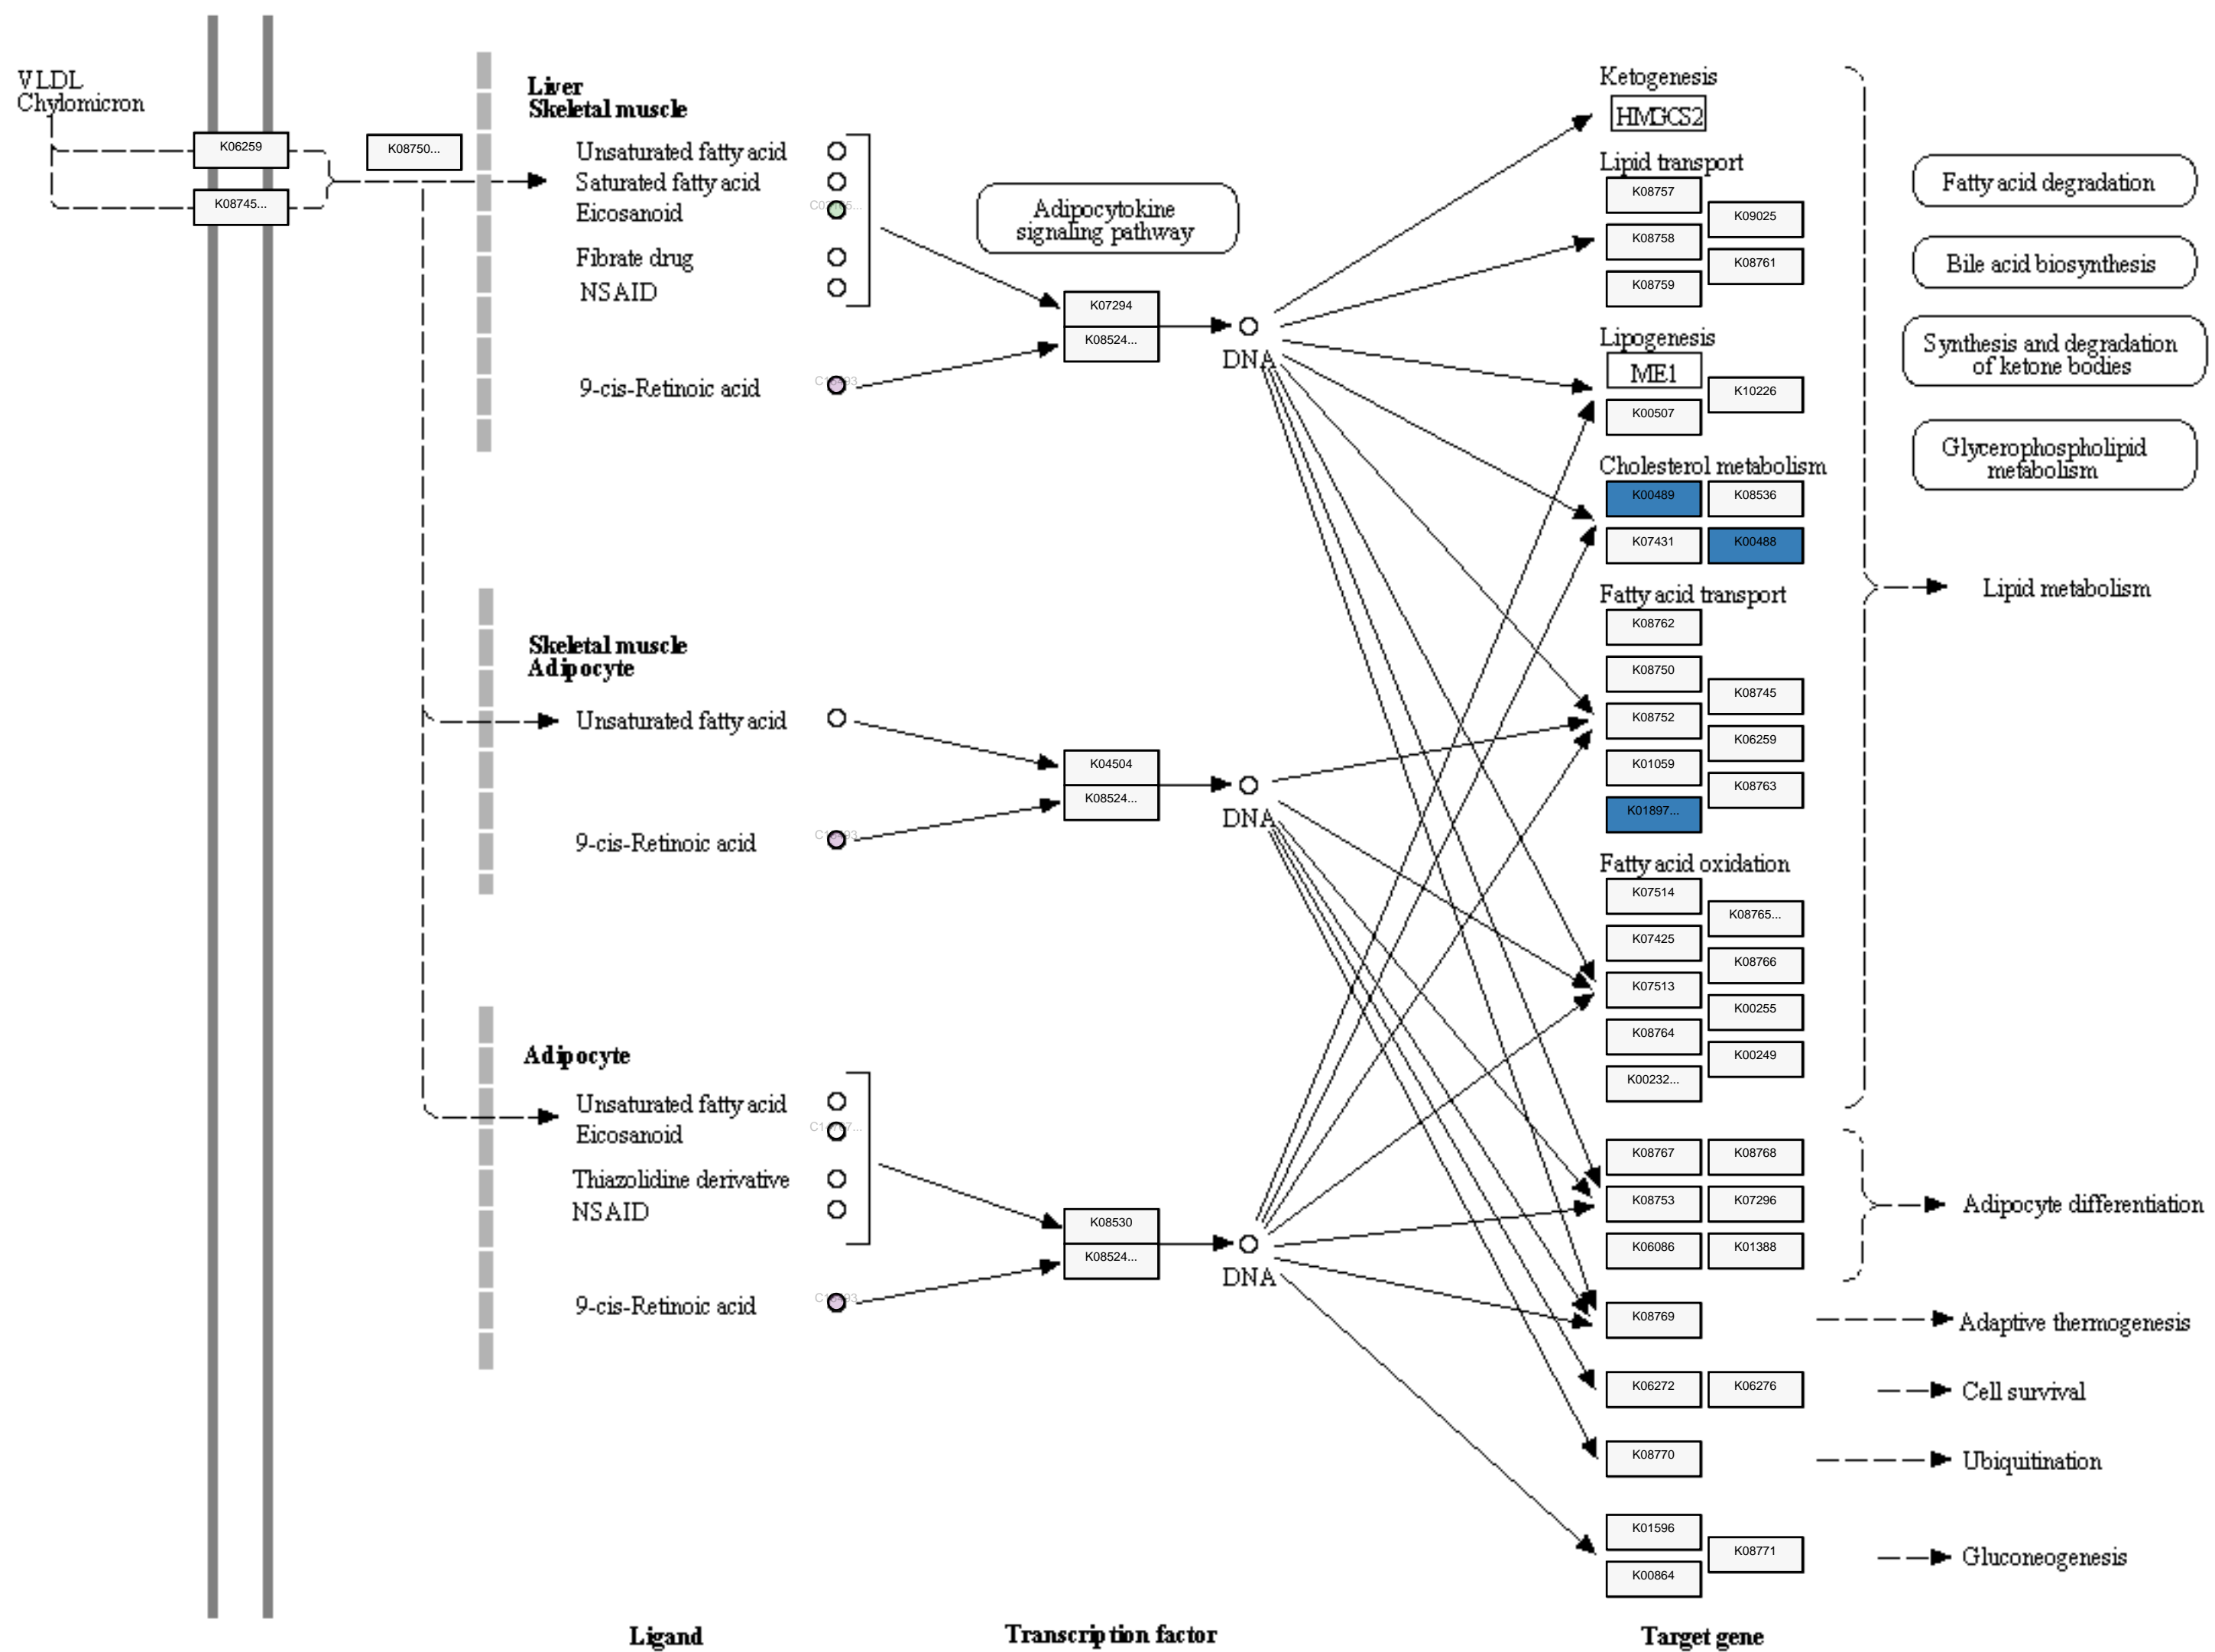 VLDL
Chylomicron
K06259
K08745...
K08750...
Liver
Skeletal muscle
Unsaturated fatty acid
Saturated fatty acid
Eicosanoid
Fibrate drug
NSAID
9-cis-Retinoic acid
Adipocytokine
signaling pathway
K07294
K08524...
DNA
Skeletal muscle
Adipocyte
Unsaturated fatty acid
9-cis-Retinoic acid
K04504
K08524...
DNA
Adipocyte
Unsaturated fatty acid
Eicosanoid
Thiazolidine derivative
NSAID
9-cis-Retinoic acid
K08530
K08524...
DNA
Ketogenesis
HMGCS2
Lipid transport
K08757
K09025
K08758
K08761
K08759
Lipogenesis
ME1
K10226
K00507
Cholesterol metabolism
K00489
K08536
K07431
K00488
Fatty acid transport
K08762
K08750
K08745
K08752
K06259
K01059
K08763
K01897...
Fatty acid oxidation
K07514
K08765...
K07425
K08766
K07513
K00255
K08764
K00249
K00232...
K08767
K08768
K08753
K07296
K06086
K01388
K08769
K06272
K06276
K08770
K01596
K08771
K00864
Fatty acid degradation
Bile acid biosynthesis
Synthesis and degradation
of ketone bodies
Glycerophospholipid
metabolism
Lipid metabolism
Adipocyte differentiation
Adaptive thermogenesis
Cell survival
Ubiquitination
Gluconeogenesis
Ligand
Transcription factor
Target gene